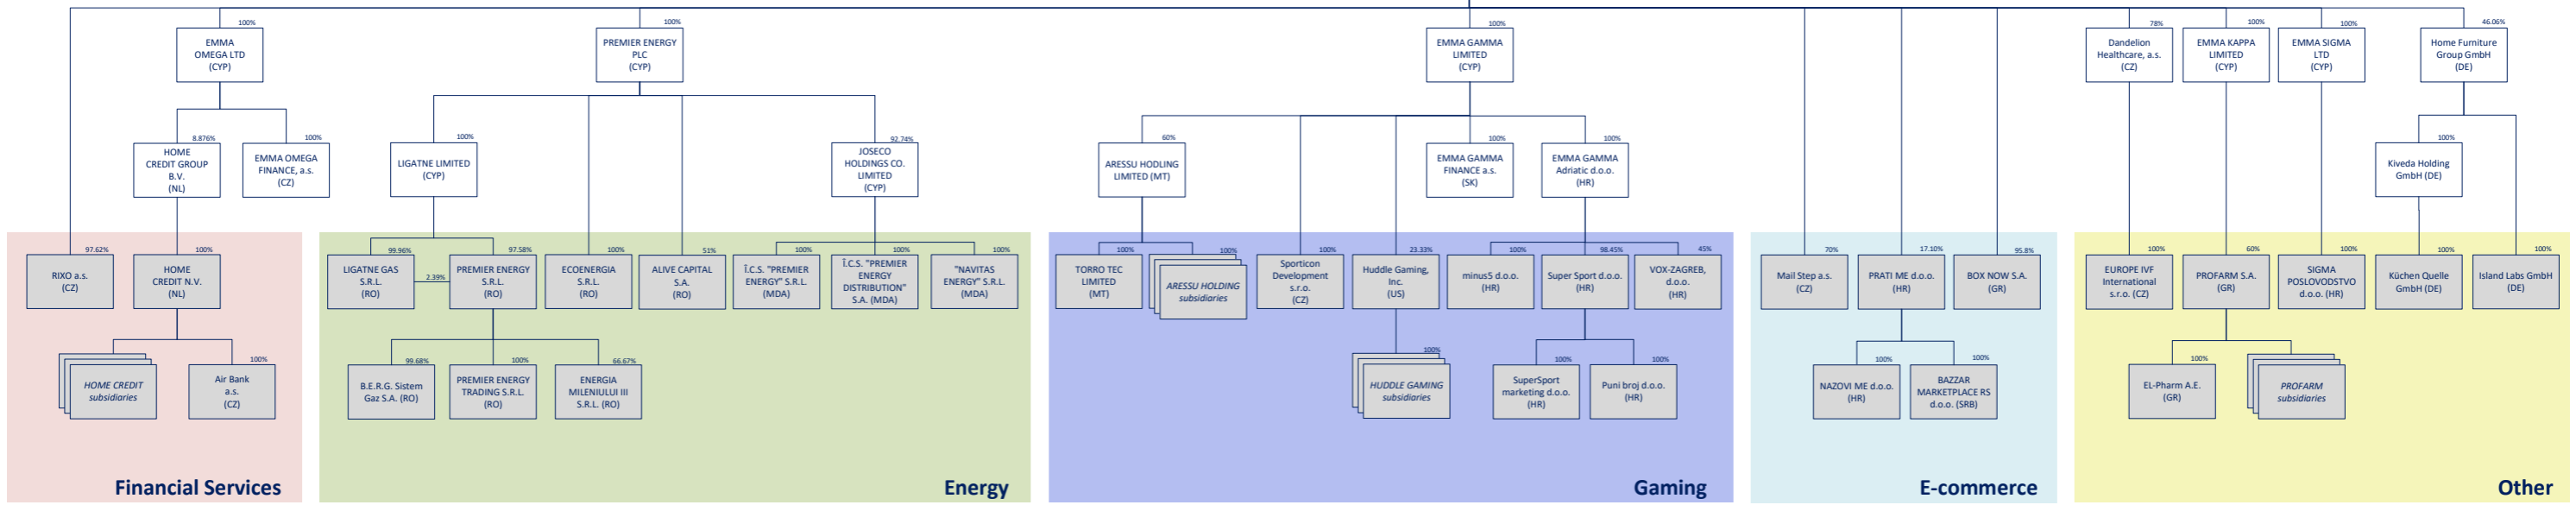 100%
EMMA
OMEGA LTD
(CYP)
100%
PREMIER ENERGY
PLC
(CYP)
100%
EMMA GAMMA
LIMITED
(CYP)
78%
Dandelion
Healthcare, a.s.
(CZ)
100%
EMMA KAPPA
LIMITED
(CYP)
100%
EMMA SIGMA
LTD
(CYP)
46.06%
Home Furniture
Group GmbH
(DE)
8.876%
HOME
CREDIT GROUP
B.V.
(NL)
100%
EMMA OMEGA
FINANCE, a.s.
(CZ)
100%
LIGATNE LIMITED
(CYP)
92.74%
JOSECO
HOLDINGS CO.
LIMITED
(CYP)
60%
ARESSU HODLING
LIMITED (MT)
100%
EMMA GAMMA
FINANCE a.s.
(SK)
100%
EMMA GAMMA
Adriatic d.o.o.
(HR)
100%
Kiveda Holding
GmbH (DE)
97.62%
RIXO a.s.
(CZ)
100%
HOME
CREDIT N.V.
(NL)
99.96%
LIGATNE GAS
S.R.L.
(RO)
2.39%
97.58%
PREMIER ENERGY
S.R.L.
(RO)
100%
ECOENERGIA
S.R.L.
(RO)
51%
ALIVE CAPITAL
S.A.
(RO)
100%
Î.C.S. "PREMIER
ENERGY" S.R.L.
(MDA)
100%
Î.C.S. "PREMIER
ENERGY
DISTRIBUTION"
S.A. (MDA)
100%
"NAVITAS
ENERGY" S.R.L.
(MDA)
100%
TORRO TEC
LIMITED
(MT)
100%
ARESSU HOLDING
subsidiaries
100%
Sporticon
Development
s.r.o.
(CZ)
23.33%
Huddle Gaming,
Inc.
(US)
100%
minus5 d.o.o.
(HR)
98.45%
Super Sport d.o.o.
(HR)
45%
VOX-ZAGREB,
d.o.o.
(HR)
70%
Mail Step a.s.
(CZ)
17.10%
PRATI ME d.o.o.
(HR)
95.8%
BOX NOW S.A.
(GR)
100%
EUROPE IVF
International
s.r.o. (CZ)
60%
PROFARM S.A.
(GR)
100%
SIGMA
POSLOVODSTVO
d.o.o. (HR)
100%
Küchen Quelle
GmbH (DE)
100%
Island Labs GmbH
(DE)
HOME CREDIT
subsidiaries
100%
Air Bank
a.s.
(CZ)
99.68%
B.E.R.G. Sistem
Gaz S.A. (RO)
100%
PREMIER ENERGY
TRADING S.R.L.
(RO)
66.67%
ENERGIA
MILENIULUI III
S.R.L. (RO)
100%
HUDDLE GAMING
subsidiaries
100%
SuperSport
marketing d.o.o.
(HR)
100%
Puni broj d.o.o.
(HR)
100%
NAZOVI ME d.o.o.
(HR)
100%
BAZZAR
MARKETPLACE RS
d.o.o. (SRB)
100%
EL-Pharm A.E.
(GR)
PROFARM
subsidiaries
Financial Services
Energy
Gaming
E-commerce
Other